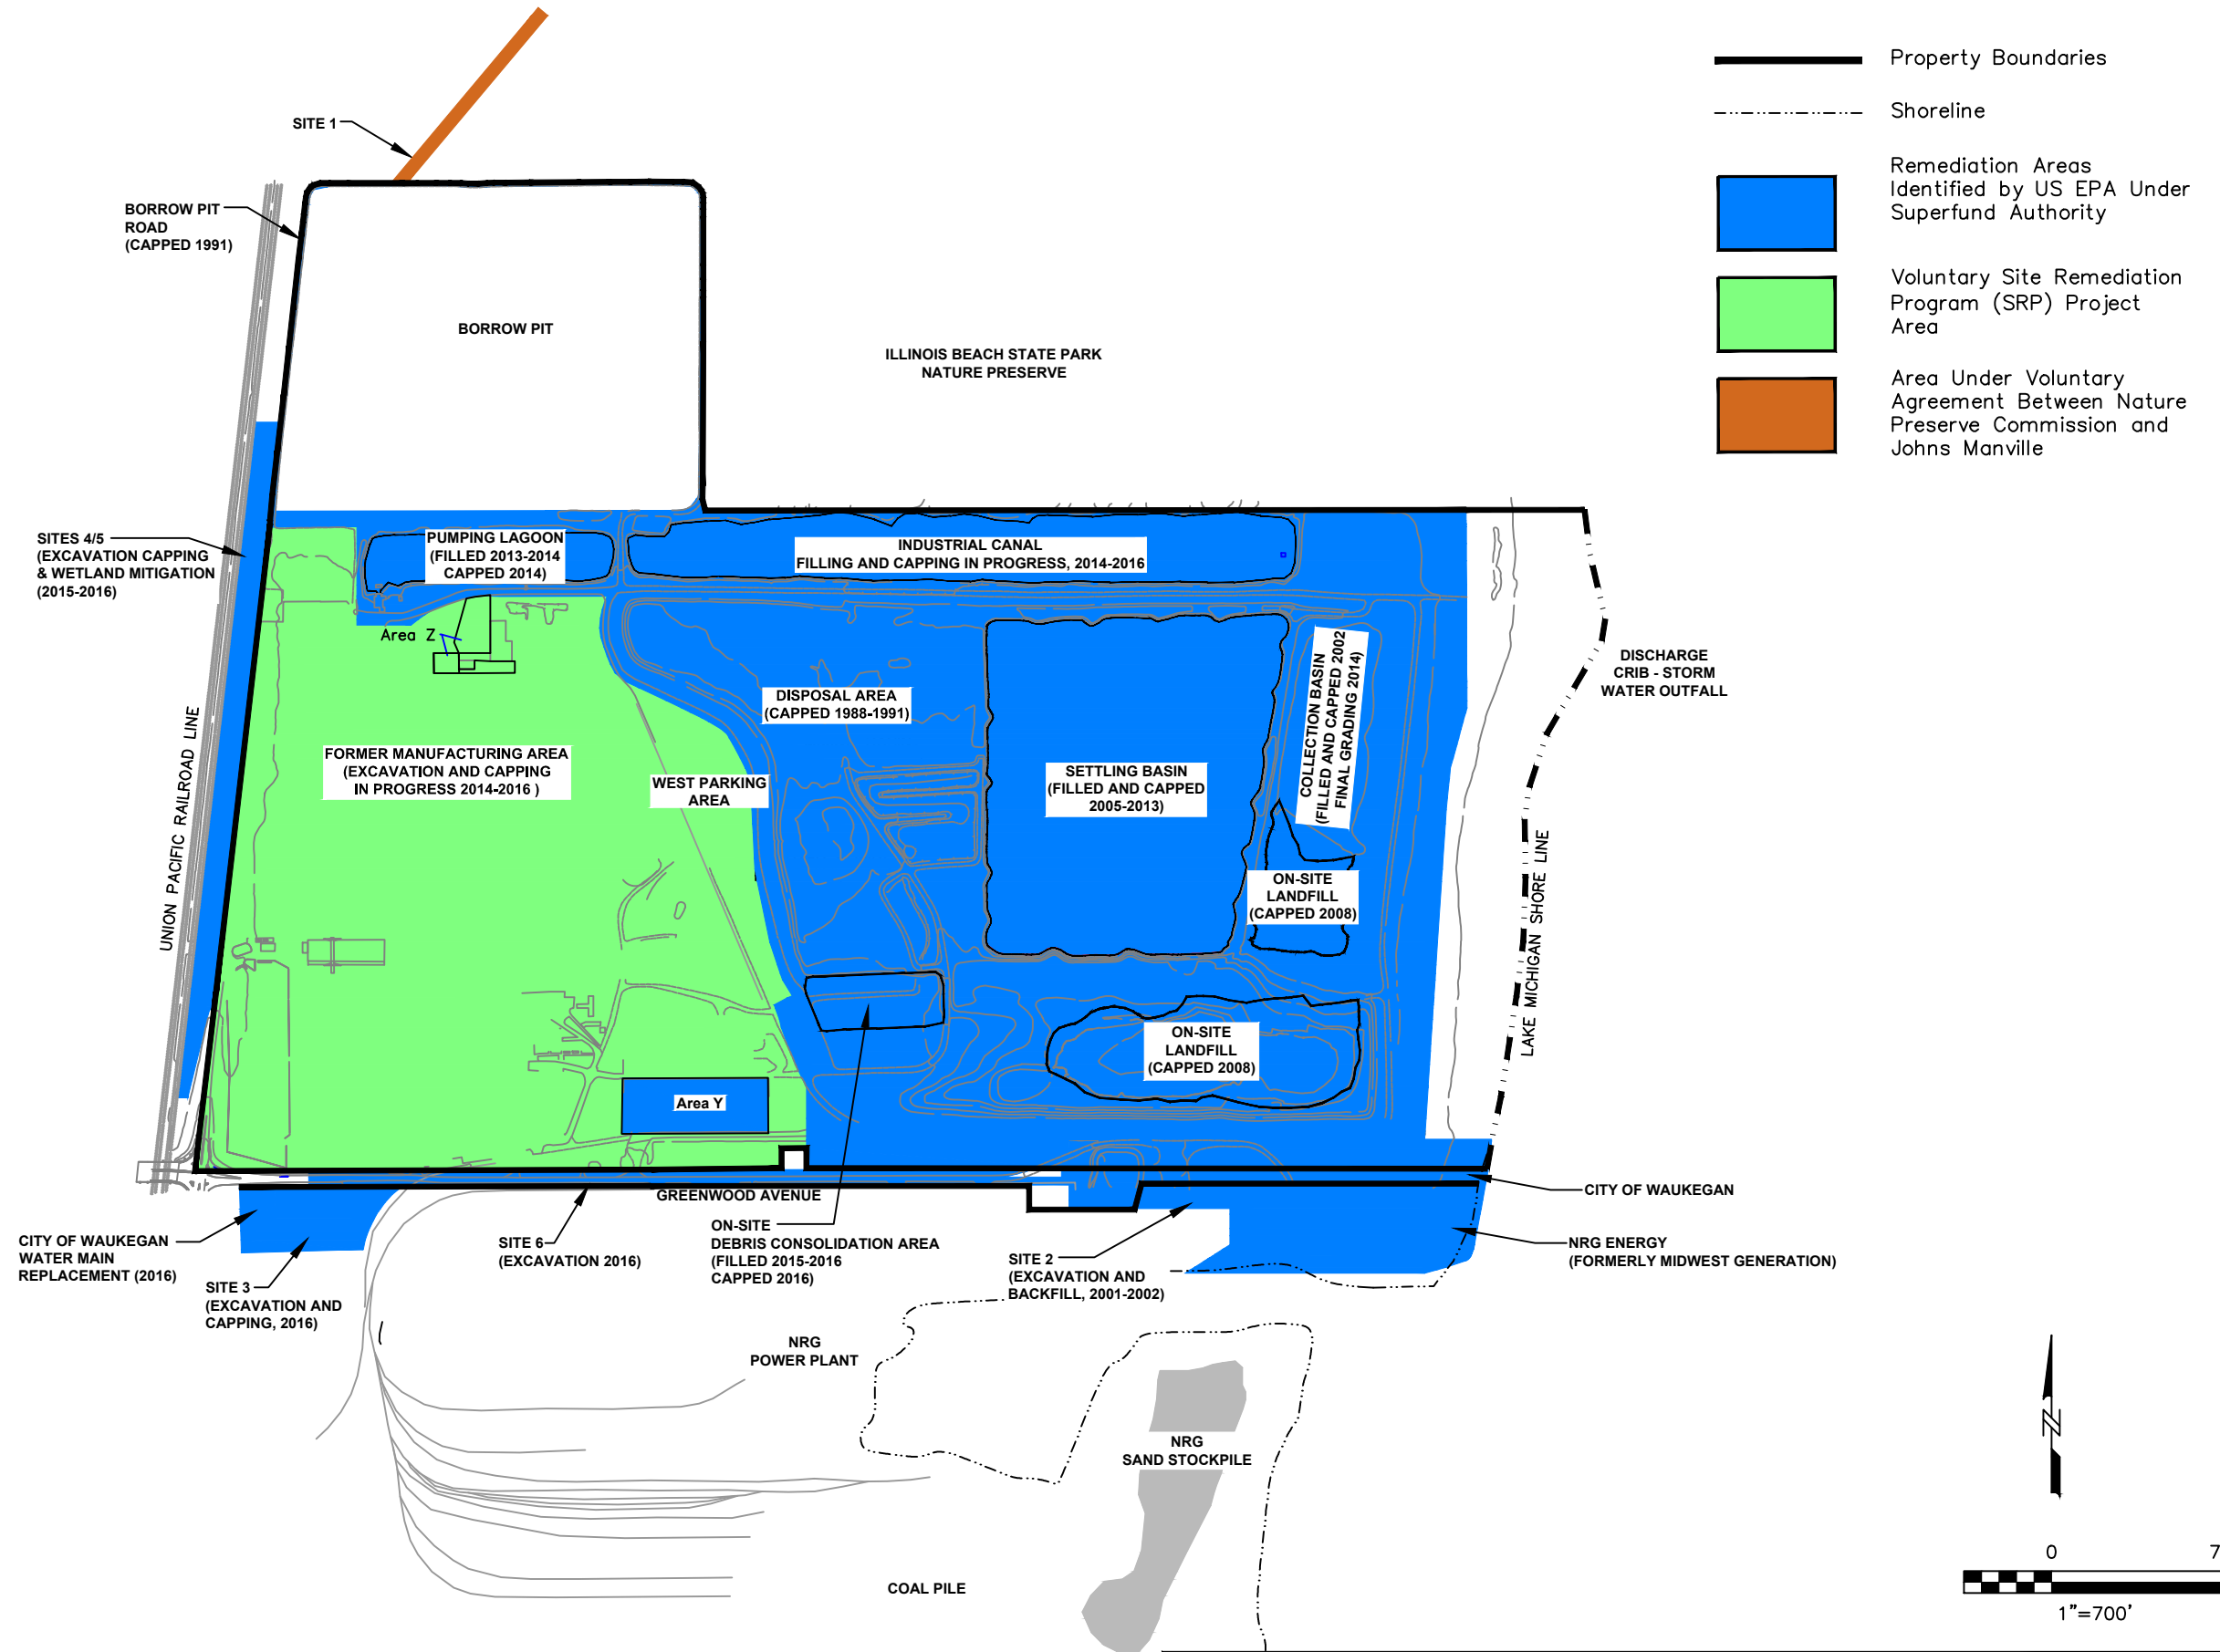 Property Boundaries
Shoreline
Remediation Areas
Identified by US EPA Under
Superfund Authority
Voluntary Site Remediation
Program (SRP) Project
Area
Area Under Voluntary
Agreement Between Nature
Preserve Commission and
Johns Manville
SITE 1
BORROW PIT
ROAD
(CAPPED 1991)
BORROW PIT
ILLINOIS BEACH STATE PARK
NATURE PRESERVE
SITES 4/5
(EXCAVATION CAPPING
& WETLAND MITIGATION
(2015-2016)
PUMPING LAGOON
(FILLED 2013-2014
CAPPED 2014)
INDUSTRIAL CANAL
FILLING AND CAPPING IN PROGRESS, 2014-2016
Area Z
DISPOSAL AREA
(CAPPED 1988-1991)
COLLECTION BASIN
(FILLED AND CAPPED 2002
FINAL GRADING 2014)
DISCHARGE
CRIB - STORM
WATER OUTFALL
FORMER MANUFACTURING AREA
(EXCAVATION AND CAPPING
IN PROGRESS 2014-2016 )
WEST PARKING
AREA
SETTLING BASIN
(FILLED AND CAPPED
2005-2013)
UNION PACIFIC RAILROAD LINE
ON-SITE
LANDFILL
(CAPPED 2008)
LAKE MICHIGAN SHORE LINE
ON-SITE
LANDFILL
(CAPPED 2008)
Area Y
GREENWOOD AVENUE
CITY OF WAUKEGAN
CITY OF WAUKEGAN
WATER MAIN
REPLACEMENT (2016)
SITE 3
(EXCAVATION AND
CAPPING, 2016)
SITE 6
(EXCAVATION 2016)
ON-SITE
DEBRIS CONSOLIDATION AREA
(FILLED 2015-2016
CAPPED 2016)
SITE 2
(EXCAVATION AND
BACKFILL, 2001-2002)
NRG ENERGY
(FORMERLY MIDWEST GENERATION)
NRG
POWER PLANT
NRG
SAND STOCKPILE
COAL PILE
N
0 7
1"=700'